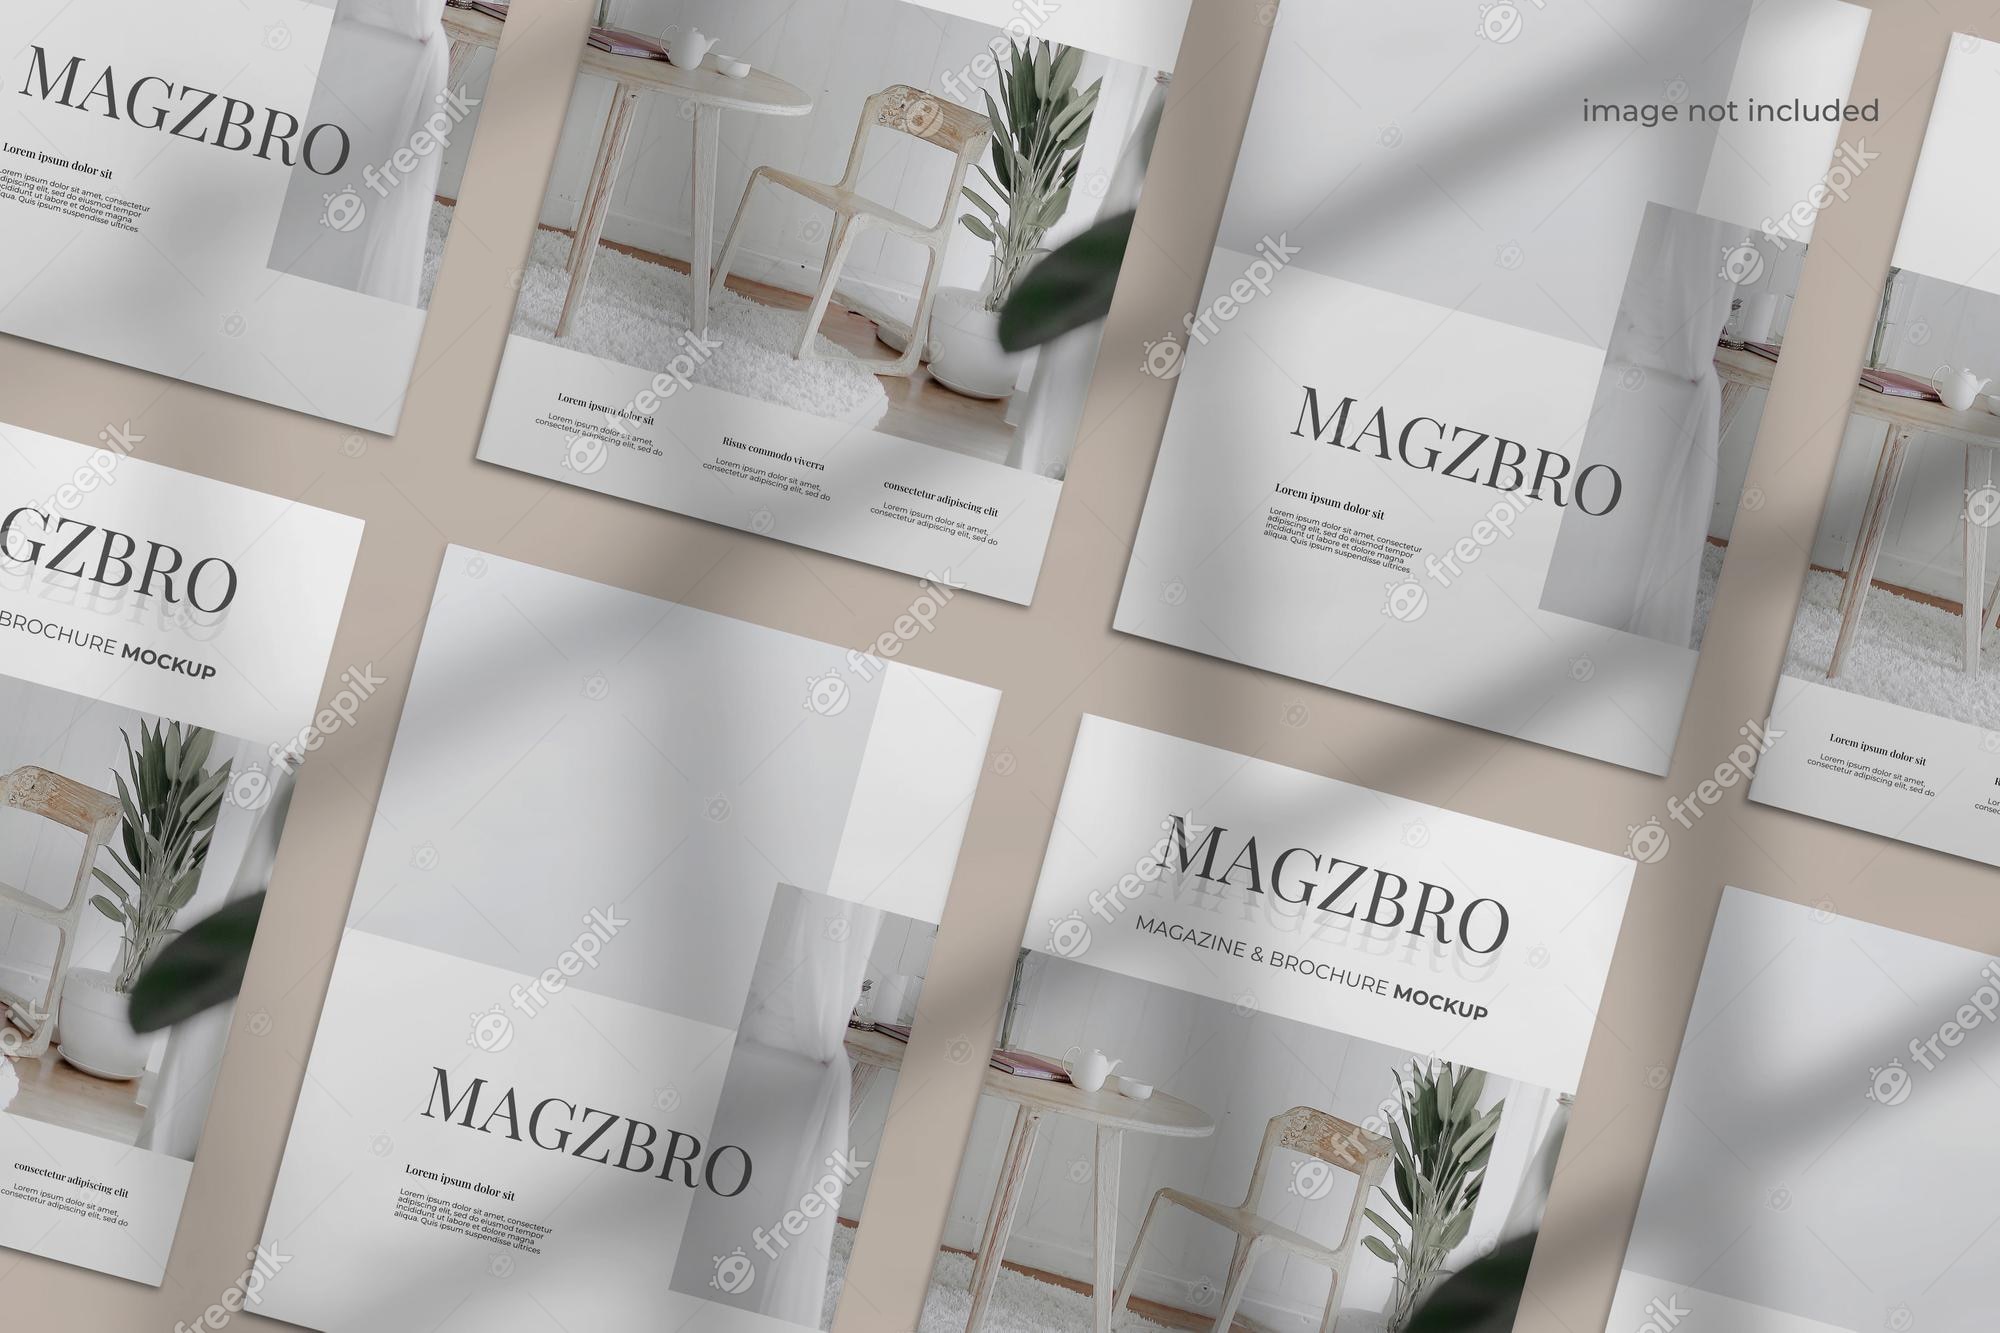 MAGZBRO
Lorem ipsum dolor sit
Lorem ipsum dolor sit amet, consectetur
adipiscing elit, sed do eiusmod tempor
incididunt ut labore et dolore magna
aliqua. Quis ipsum suspendisse ultrices
Lorem ipsum dolor sit
Lorem ipsum dolor sit amet,
consectetur adipiscing elit, sed do
Risus commodo viverra
Lorem ipsum dolor sit amet,
consectetur adipiscing elit, sed do
consectetur adipiscing elit
Lorem ipsum dolor sit amet,
consectetur adipiscing elit, sed do
image not included
MAGZBRO
Lorem ipsum dolor sit
Lorem ipsum dolor sit amet, consectetur
adipiscing elit, sed do eiusmod tempor
incididunt ut labore et dolore magna
aliqua. Quis ipsum suspendisse ultrices
Lorem ipsum dolor sit
Lorem ipsum dolor sit amet,
consectetur adipiscing elit, sed do
GZBRO
BROCHURE MOCKUP
consectetur adipiscing elit
Lorem ipsum dolor sit amet,
consectetur adipiscing elit, sed do
MAGZBRO
Lorem ipsum dolor sit
Lorem ipsum dolor sit amet, consectetur
adipiscing elit, sed do eiusmod tempor
incididunt ut labore et dolore magna
aliqua. Quis ipsum suspendisse ultrices
MAGZBRO
MAGAZINE & BROCHURE MOCKUP
freepik